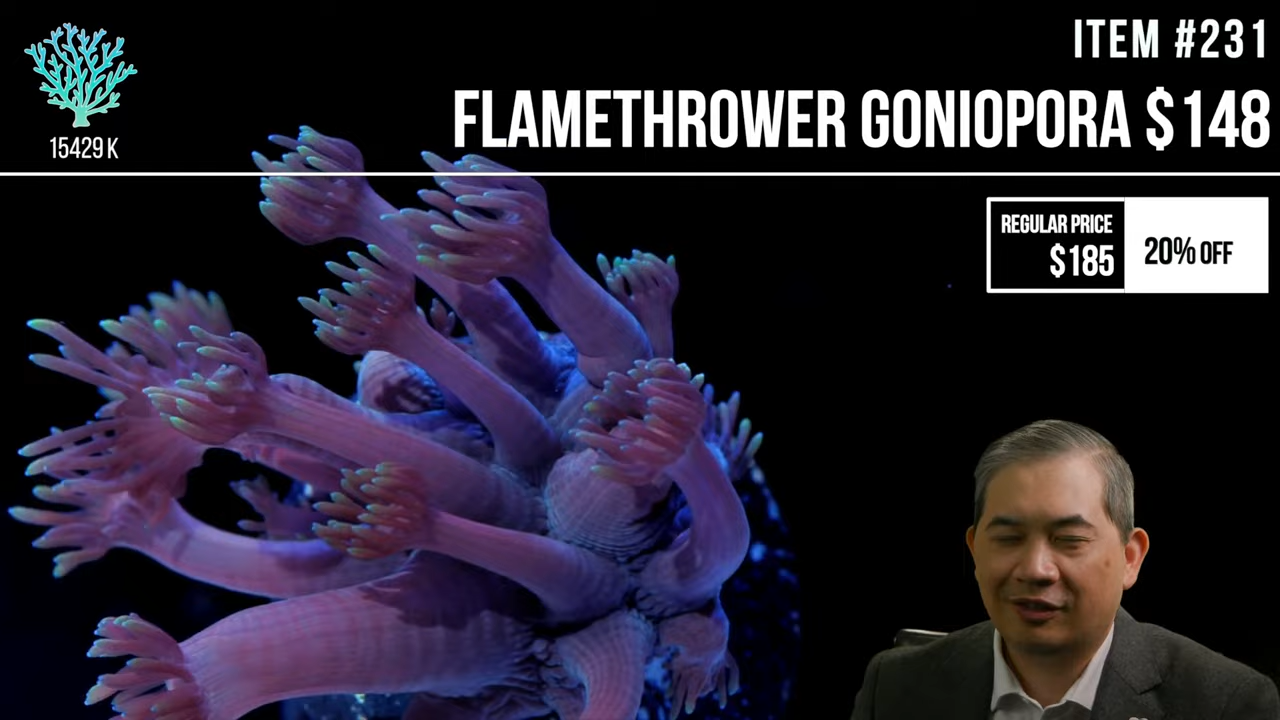 ITEM #231
FLAMETHROWER GONIOPORA $148
15429 K
REGULAR PRICE
$185
20% OFF